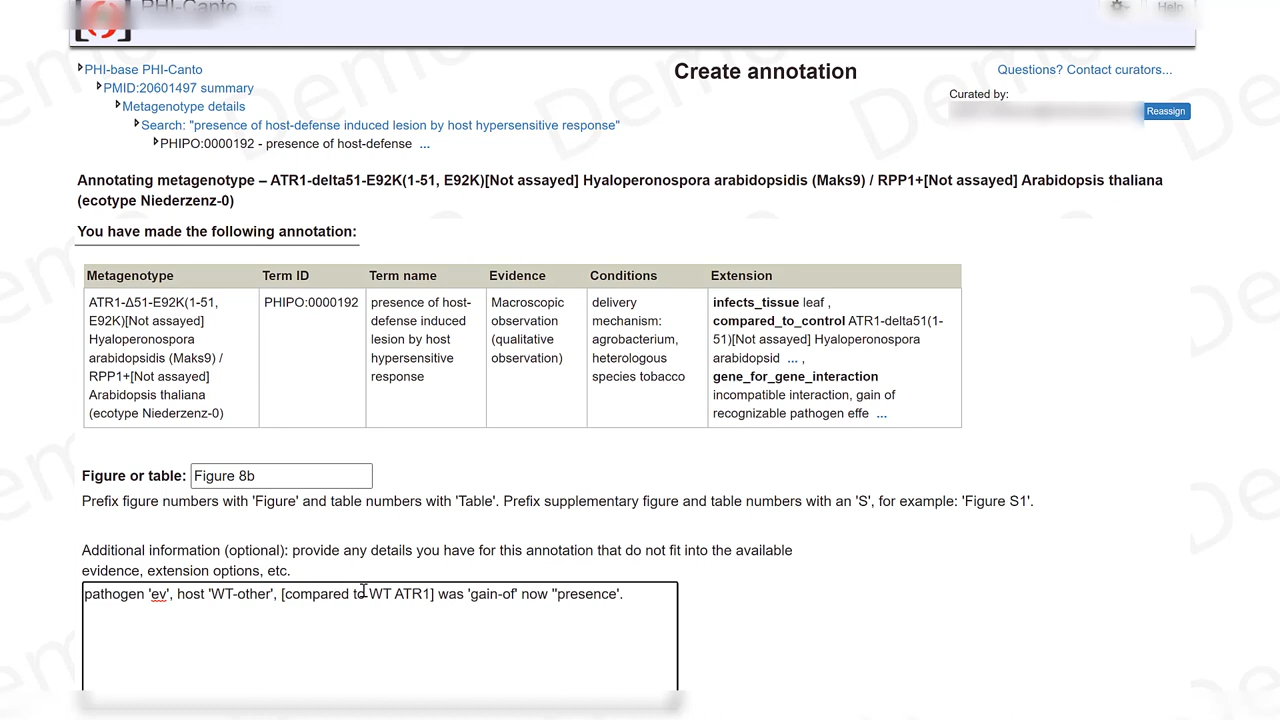 PHI-Canto
Help
PHI-base PHI-Canto
Create annotation
Questions? Contact curators...
PMID:20601497 summary
Curated by:
Metagenotype details
Reassign
Search: "presence of host-defense induced lesion by host hypersensitive response"
PHIPO:0000192 - presence of host-defense ...
Annotating metagenotype – ATR1-delta51-E92K(1-51, E92K)[Not assayed] Hyaloperonospora arabidopsidis (Maks9) / RPP1+[Not assayed] Arabidopsis thaliana
(ecotype Niederzenz-0)
You have made the following annotation:
Metagenotype Term ID Term name Evidence Conditions Extension
ATR1-Δ51-E92K(1-51,
E92K)[Not assayed]
Hyaloperonospora
arabidopsidis (Maks9) /
RPP1+[Not assayed]
Arabidopsis thaliana
(ecotype Niederzenz-0)
PHIPO:0000192
presence of host-
defense induced
lesion by host
hypersensitive
response
Macroscopic
observation
(qualitative
observation)
delivery
mechanism:
agrobacterium,
heterologous
species tobacco
infects_tissue leaf ,
compared_to_control ATR1-delta51(1-
51)[Not assayed] Hyaloperonospora
arabidopsid ... ,
gene_for_gene_interaction
incompatible interaction, gain of
recognizable pathogen effe ...
Figure or table: Figure 8b
Prefix figure numbers with 'Figure' and table numbers with 'Table'. Prefix supplementary figure and table numbers with an 'S', for example: 'Figure S1'.
Additional information (optional): provide any details you have for this annotation that do not fit into the available
evidence, extension options, etc.
pathogen 'ev', host 'WT-other', [compared to WT ATR1] was 'gain-of' now "presence'.